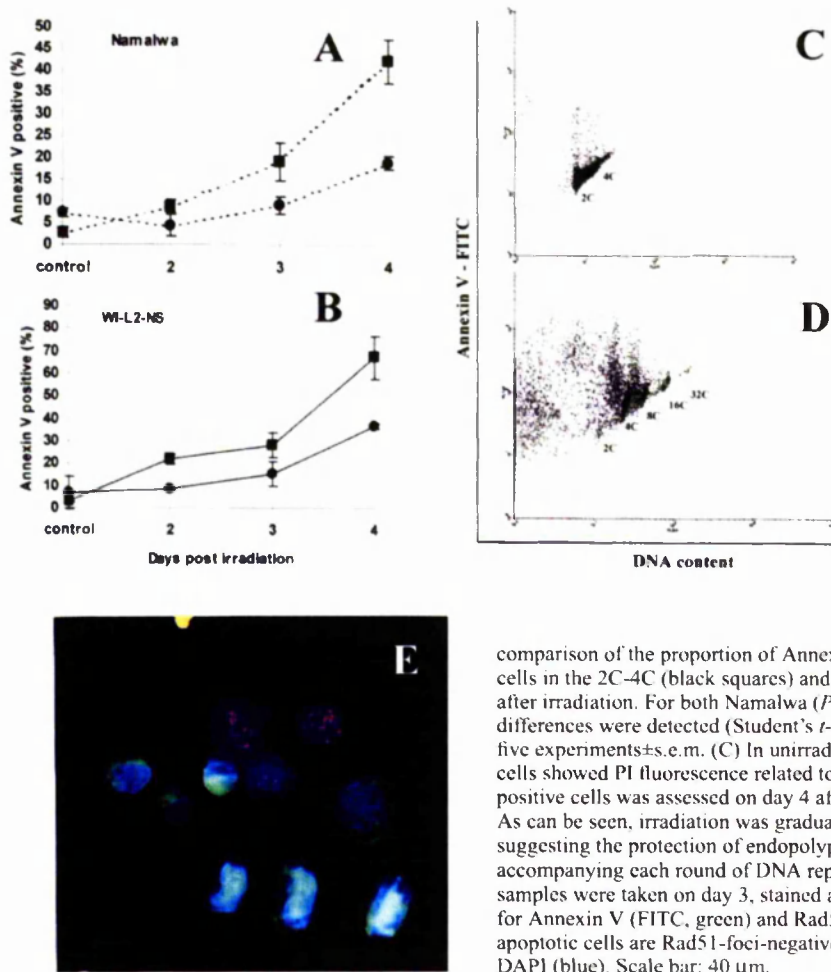 50
45
40
35
30
25
20
15
10
5
0
Annexin V positive (%)
Namalwa
A
control 2 3 4
90
80
70
60
50
40
30
20
10
0
Annexin V positive (%)
WI-L2-NS
B
control 2 3 4
Days post irradiation
C
2C 4C
Annexin V - FITC
D
2C 4C 8C 16C 32C
DNA content
E
comparison of the proportion of Annex
cells in the 2C-4C (black squares) and
after irradiation. For both Namalwa (P
differences were detected (Student's t-
five experiments±s.e.m. (C) In unirrad
cells showed PI fluorescence related to
positive cells was assessed on day 4 af
As can be seen, irradiation was gradua
suggesting the protection of endopolyp
accompanying each round of DNA rep
samples were taken on day 3, stained a
for Annexin V (FITC, green) and Rad5
apoptotic cells are Rad51-foci-negative
DAPI (blue). Scale bar: 40 µm.